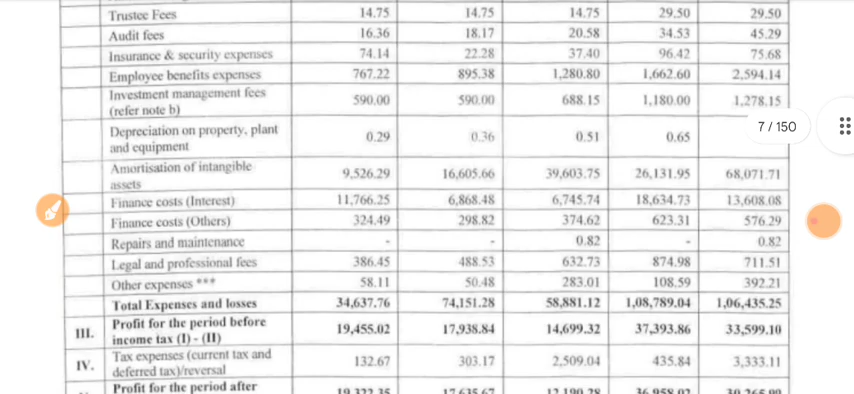 Trustee Fees 14.75 14.75 14.75 29.50 29.50
Audit fees 16.36 18.17 20.58 34.53 45.29
Insurance & security expenses 74.14 22.28 37.40 96.42 75.68
Employee benefits expenses 767.22 895.38 1,280.80 1,662.60 2,594.14
Investment management fees
(refer note b) 590.00 590.00 688.15 1,180.00 1,278.15
7 / 150
Depreciation on property, plant
and equipment 0.29 0.36 0.51 0.65
Amortisation of intangible
assets 9,526.29 16,605.66 39,603.75 26,131.95 68,071.71
Finance costs (Interest) 11,766.25 6,868.48 6,745.74 18,634.73 13,608.08
Finance costs (Others) 324.49 298.82 374.62 623.31 576.29
Repairs and maintenance - - 0.82 - 0.82
Legal and professional fees 386.45 488.53 632.73 874.98 711.51
Other expenses *** 58.11 50.48 283.01 108.59 392.21
Total Expenses and losses 34,637.76 74,151.28 58,881.12 1,08,789.04 1,06,435.25
III. Profit for the period before
income tax (I) - (II) 19,455.02 17,938.84 14,699.32 37,393.86 33,599.10
IV. Tax expenses (current tax and
deferred tax)/reversal 132.67 303.17 2,509.04 435.84 3,333.11
Profit for the period after